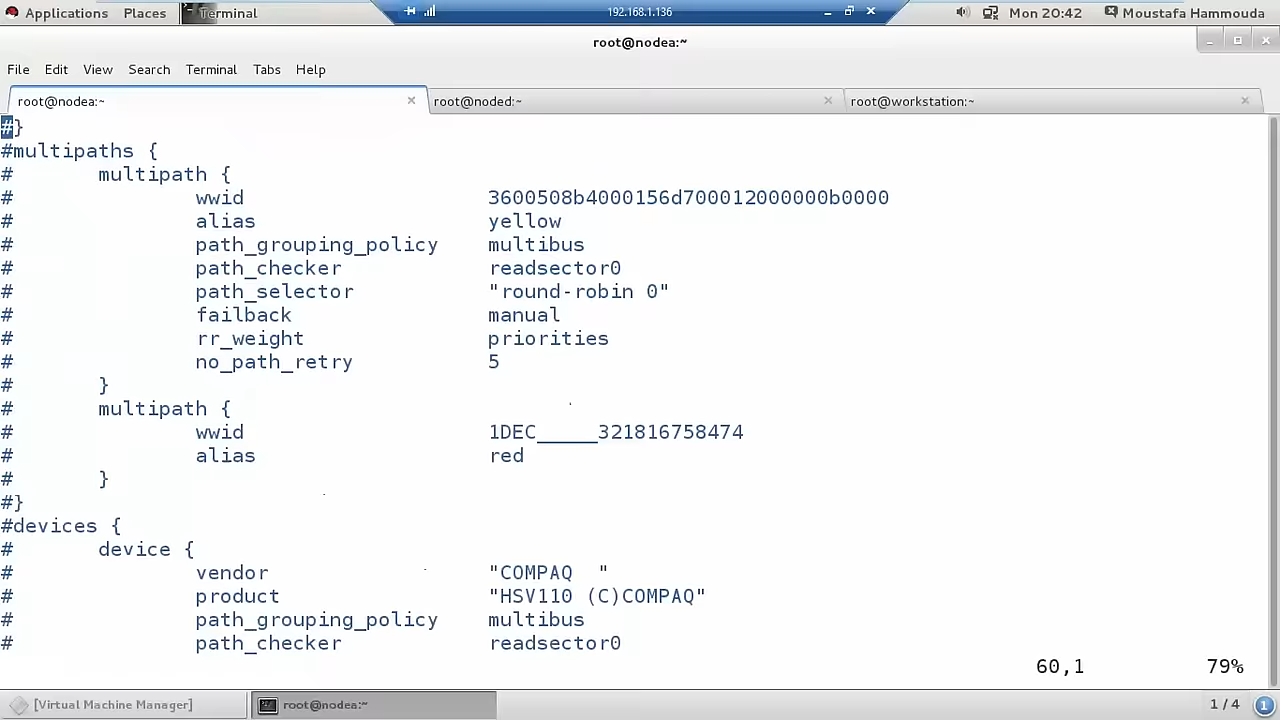 Applications Places Terminal 192.168.1.136 Mon 20:42 Moustafa Hammouda
root@nodea:~
File Edit View Search Terminal Tabs Help
root@nodea:~ root@noded:~ root@workstation:~
#}
#multipaths {
#       multipath {
#               wwid                    3600508b4000156d700012000000b0000
#               alias                   yellow
#               path_grouping_policy    multibus
#               path_checker            readsector0
#               path_selector           "round-robin 0"
#               failback                manual
#               rr_weight               priorities
#               no_path_retry           5
#       }
#       multipath {
#               wwid                    1DEC_____321816758474
#               alias                   red
#       }
#}
#devices {
#       device {
#               vendor                  "COMPAQ  "
#               product                 "HSV110 (C)COMPAQ"
#               path_grouping_policy    multibus
#               path_checker            readsector0
60,1 79%
[Virtual Machine Manager] root@nodea:~ 1 / 4 1